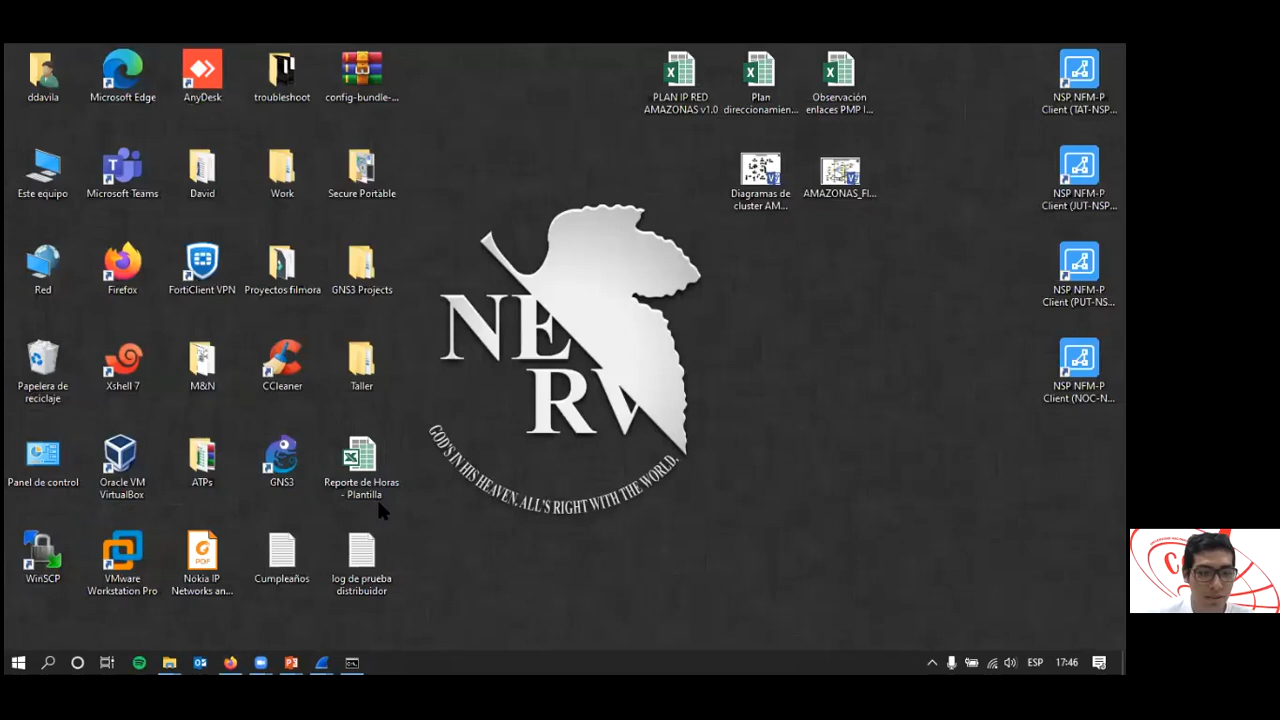 ddavila
Microsoft Edge
AnyDesk
troubleshoot
config-bundle-...
PLAN IP RED
AMAZONAS v1.0
Plan
direccionamien...
Observación
enlaces PMP I...
NSP NFM-P
Client (TAT-NSP...
Este equipo
Microsoft Teams
David
Work
Secure Portable
Diagramas de
cluster AM...
AMAZONAS_FI...
NSP NFM-P
Client (JUT-NSP...
Red
Firefox
FortiClient VPN
Proyectos filmora
GNS3 Projects
NSP NFM-P
Client (PUT-NS...
Papelera de
reciclaje
Xshell 7
M&N
CCleaner
Taller
NSP NFM-P
Client (NOC-N...
NERV
GOD'S IN HIS HEAVEN, ALL'S RIGHT WITH THE WORLD.
Panel de control
Oracle VM
VirtualBox
ATPs
GNS3
Reporte de Horas
- Plantilla
WinSCP
VMware
Workstation Pro
PDF
Nokia IP
Networks an...
Cumpleaños
log de prueba
distribuidor
ESP
17:46